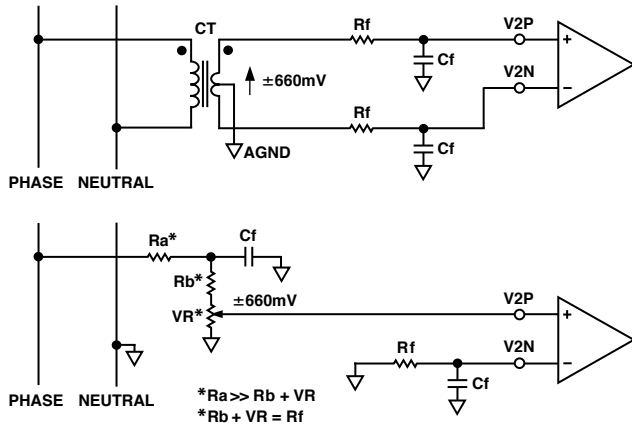 CT
Rf
V2P
+
Cf
±660mV
V2N
−
Rf
AGND
Cf
PHASE NEUTRAL
Ra*
Cf
Rb*
±660mV
VR*
V2P
+
Rf
V2N
−
Cf
PHASE NEUTRAL
*Ra >> Rb + VR
*Rb + VR = Rf